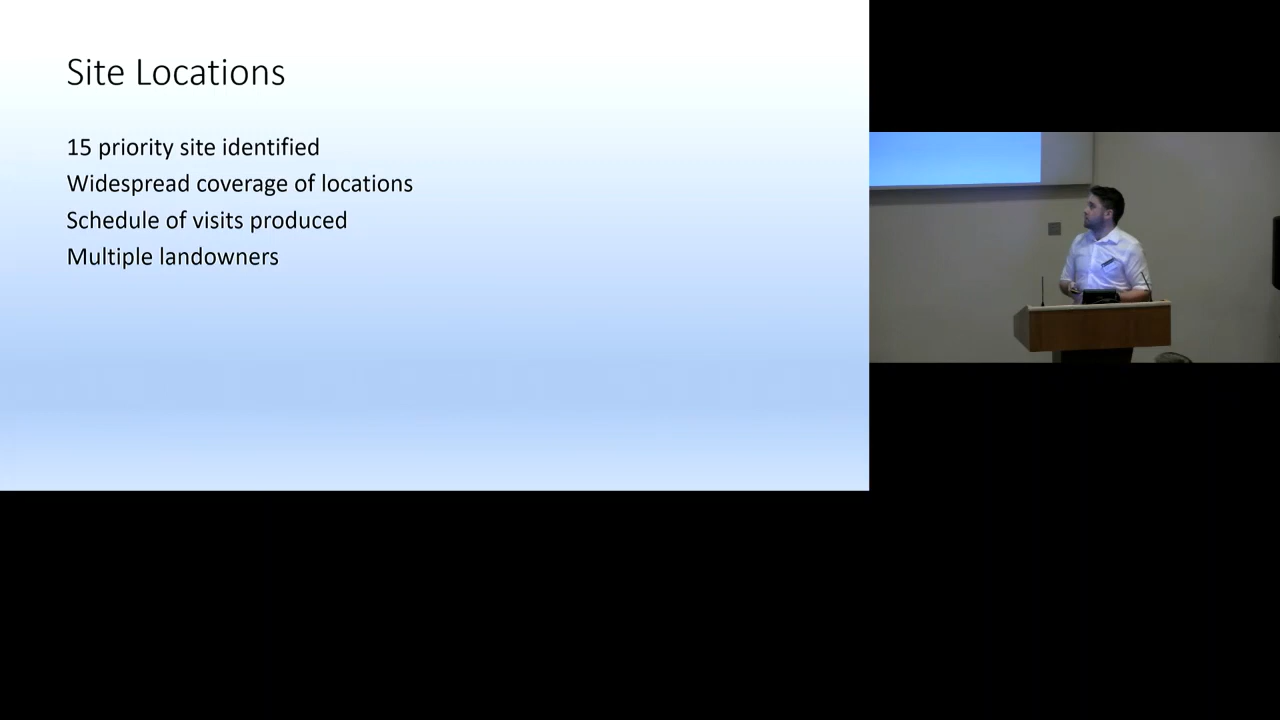 Site Locations
15 priority site identified
Widespread coverage of locations
Schedule of visits produced
Multiple landowners